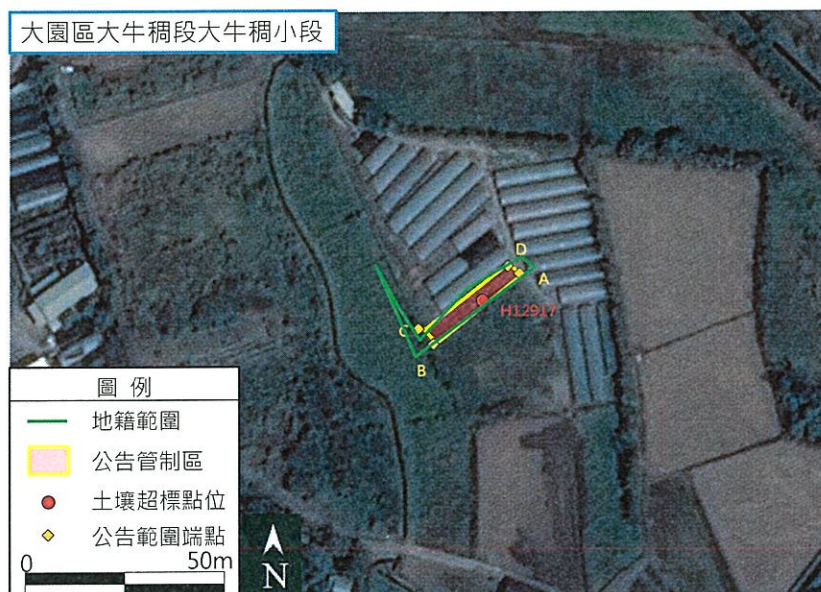 大園區大牛稠段大牛稠小段
D
A
H12917
C
B
圖 例
地籍範圍
公告管制區
土壤超標點位
公告範圍端點
0 50m
N